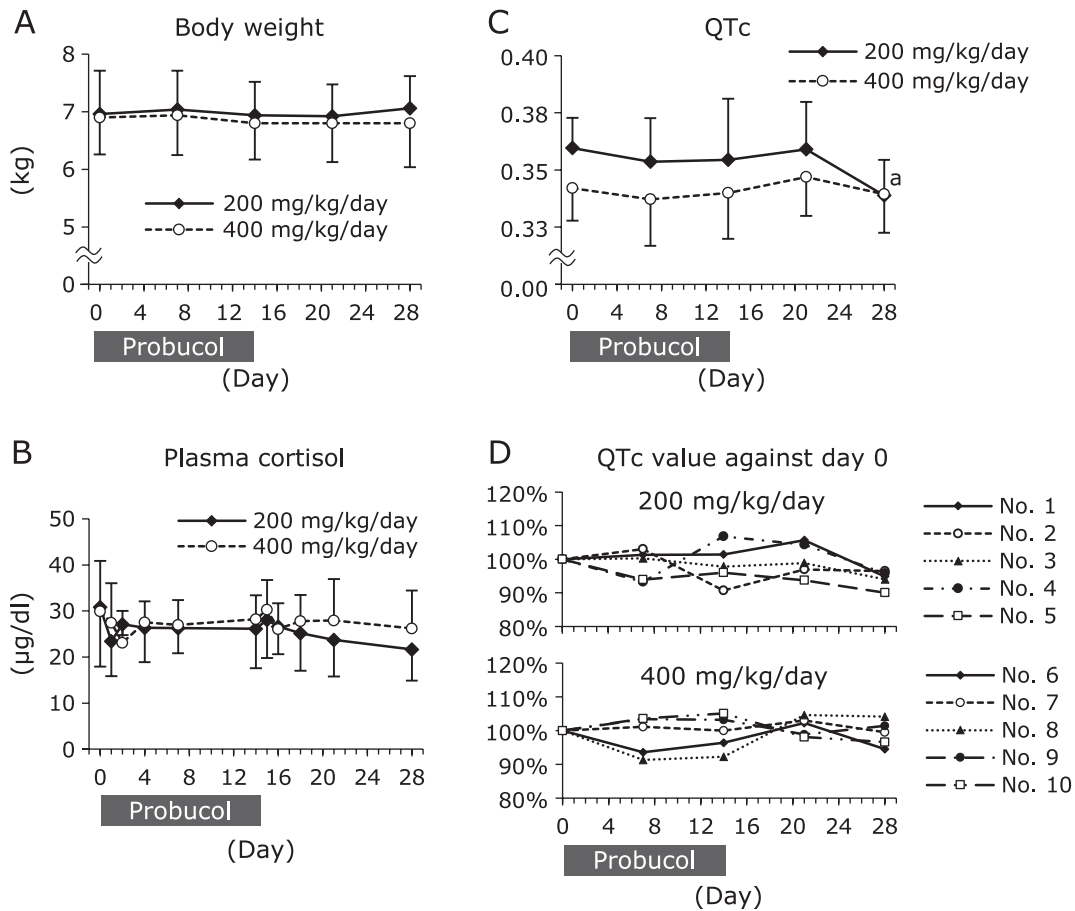 A
Body weight
8
7
6
5
0
(kg)
200 mg/kg/day
400 mg/kg/day
0 4 8 12 16 20 24 28
Probucol
(Day)
C
QTc
200 mg/kg/day
400 mg/kg/day
0.40
0.38
0.35
0.33
0.00
a
0 4 8 12 16 20 24 28
Probucol
(Day)
B
Plasma cortisol
50
40
30
20
10
0
(µg/dl)
200 mg/kg/day
400 mg/kg/day
0 4 8 12 16 20 24 28
Probucol
(Day)
D
QTc value against day 0
120%
110%
100%
90%
80%
200 mg/kg/day
No. 1
No. 2
No. 3
No. 4
No. 5
120%
110%
100%
90%
80%
400 mg/kg/day
No. 6
No. 7
No. 8
No. 9
No. 10
0 4 8 12 16 20 24 28
Probucol
(Day)